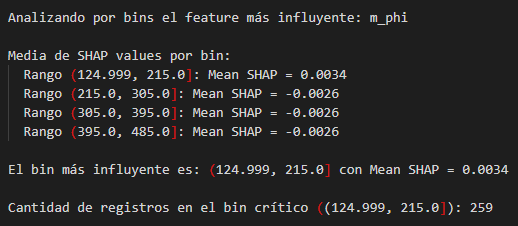 Analizando por bins el feature más influyente: m_phi
Media de SHAP values por bin:
Rango (124.999, 215.0]: Mean SHAP = 0.0034
Rango (215.0, 305.0]: Mean SHAP = -0.0026
Rango (305.0, 395.0]: Mean SHAP = -0.0026
Rango (395.0, 485.0]: Mean SHAP = -0.0026
El bin más influyente es: (124.999, 215.0] con Mean SHAP = 0.0034
Cantidad de registros en el bin crítico ((124.999, 215.0]): 259